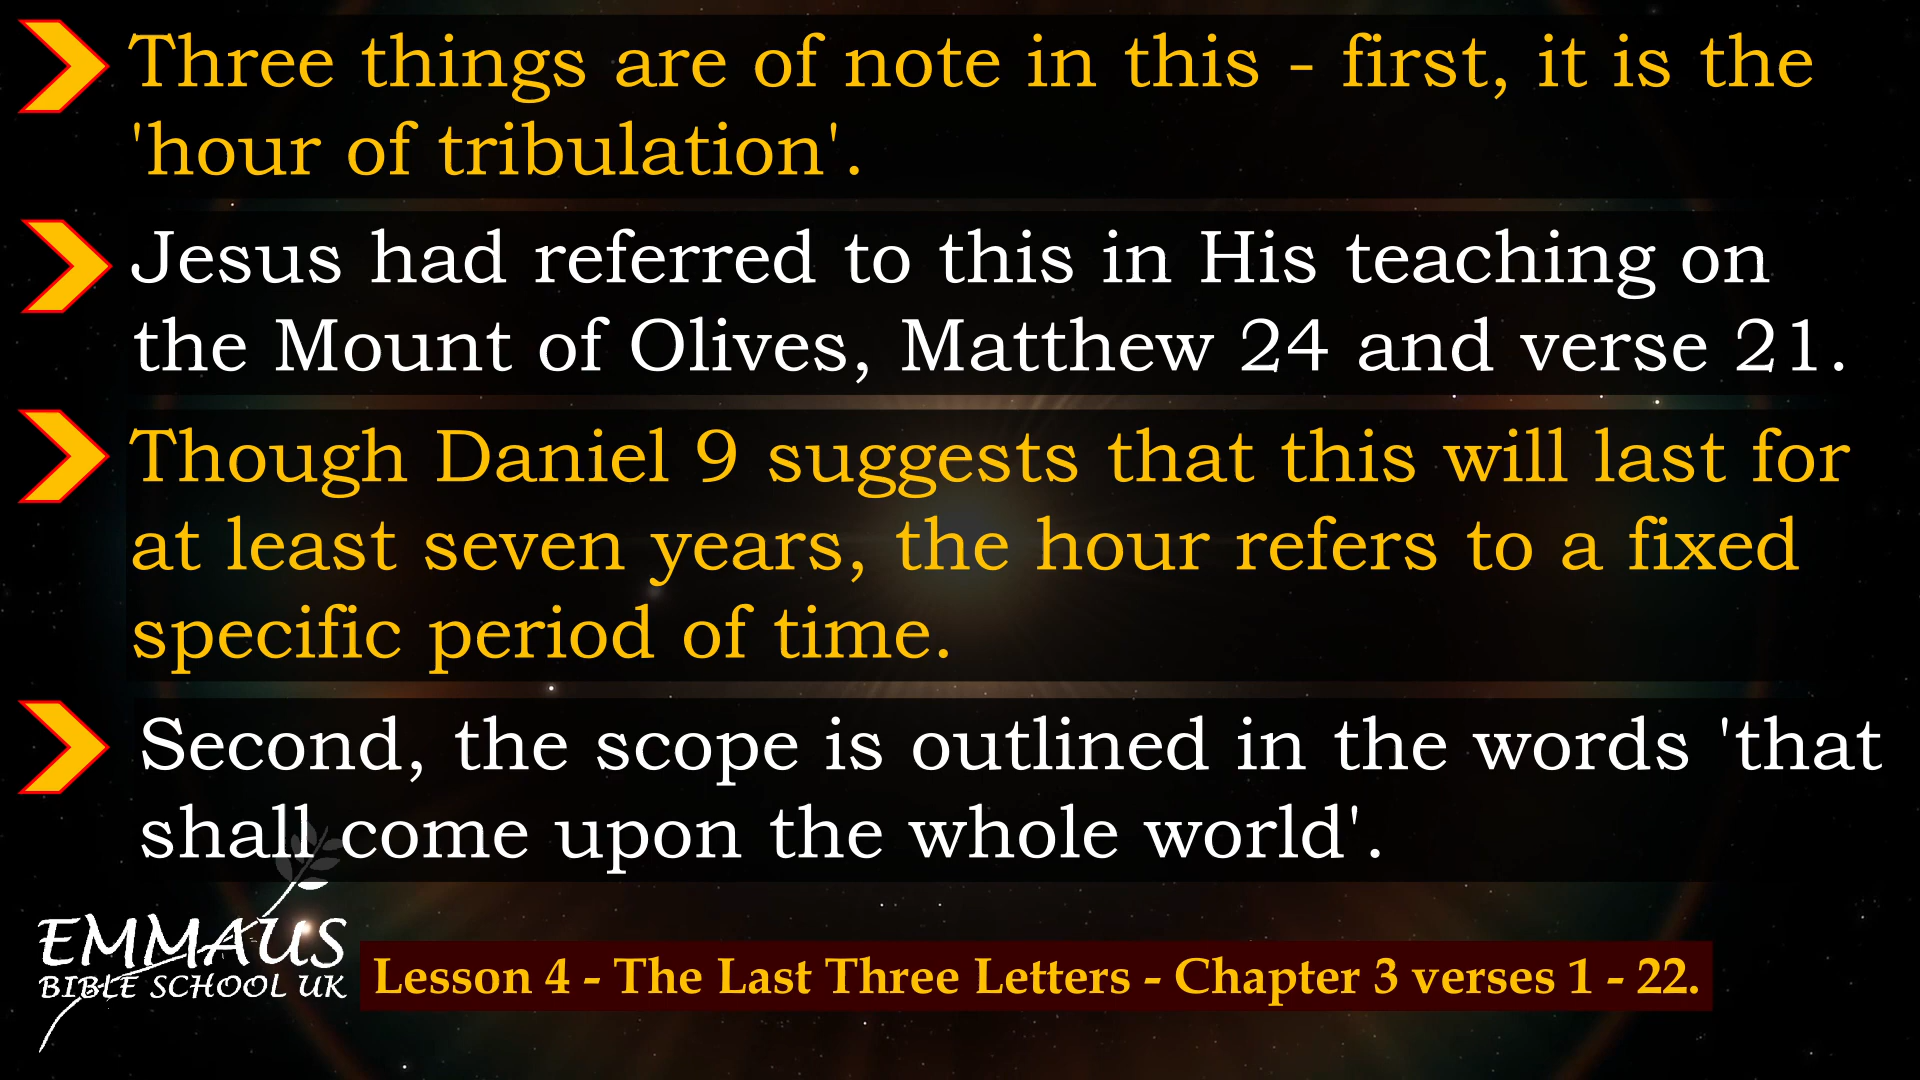 Three things are of note in this - first, it is the
'hour of tribulation'.
Jesus had referred to this in His teaching on
the Mount of Olives, Matthew 24 and verse 21.
Though Daniel 9 suggests that this will last for
at least seven years, the hour refers to a fixed
specific period of time.
Second, the scope is outlined in the words 'that
shall come upon the whole world'.
EMMAUS
BIBLE SCHOOL UK
Lesson 4 - The Last Three Letters - Chapter 3 verses 1 - 22.